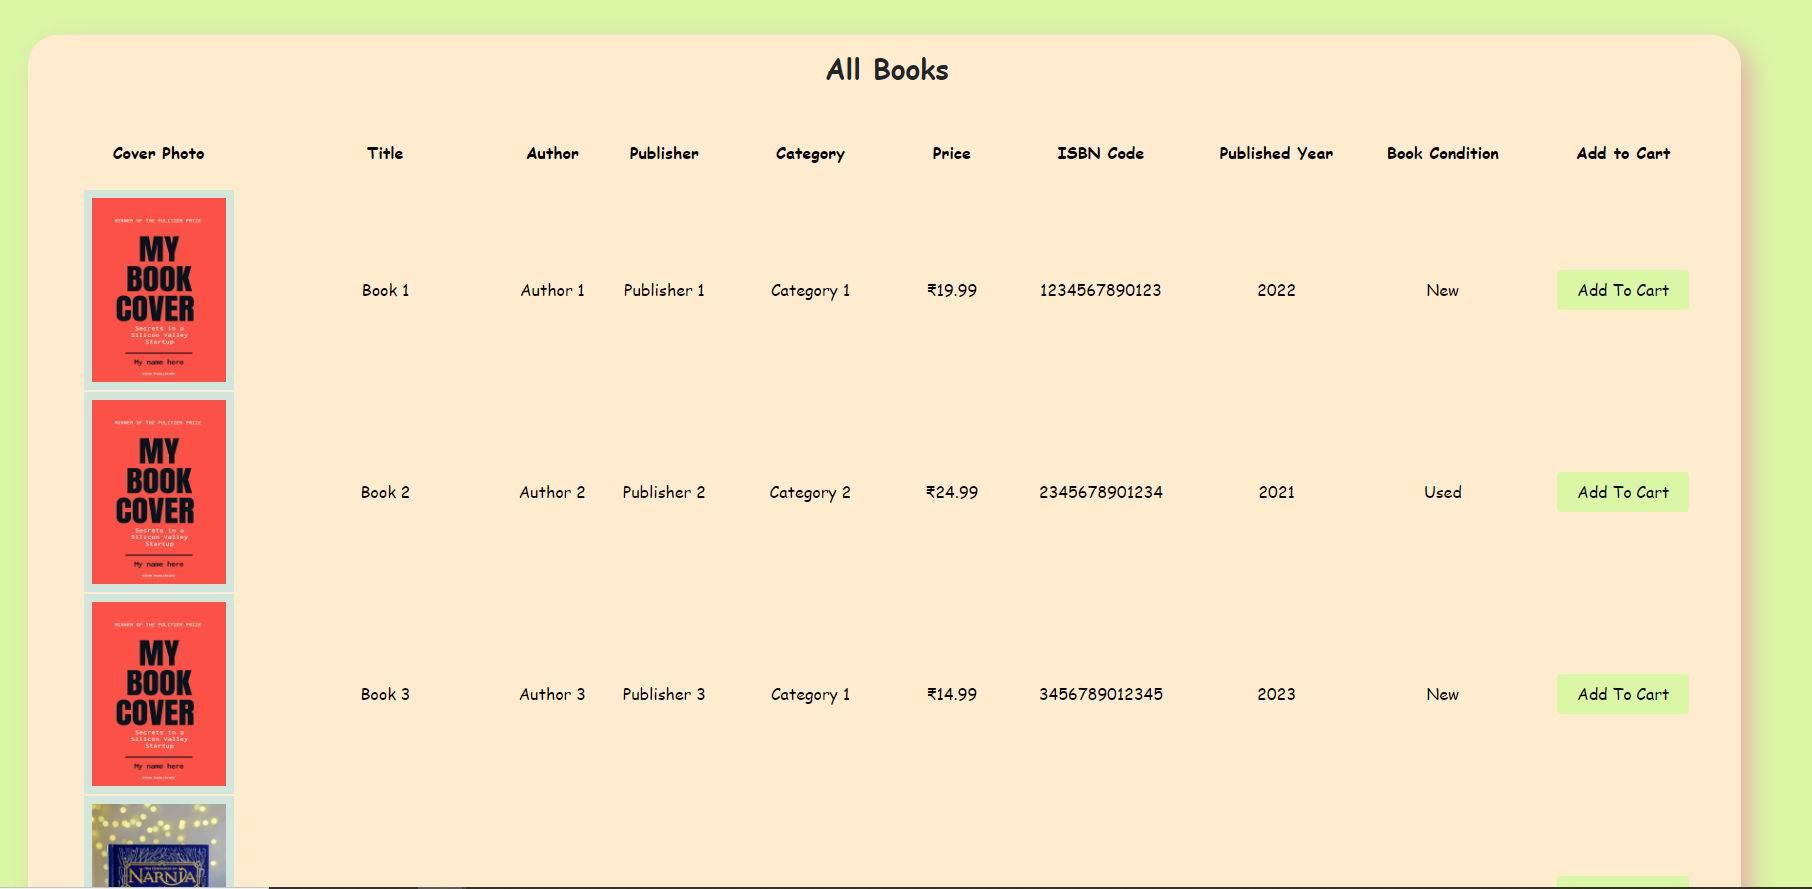 All Books
Cover Photo Title Author Publisher Category Price ISBN Code Published Year Book Condition Add to Cart
WINNER OF THE PULITZER PRIZE
MY
BOOK
COVER
Secrets in a
Silicon Valley
Startup
My name here
BOOK PUBLISHER
Book 1 Author 1 Publisher 1 Category 1 ₹19.99 1234567890123 2022 New Add To Cart
WINNER OF THE PULITZER PRIZE
MY
BOOK
COVER
Secrets in a
Silicon Valley
Startup
My name here
BOOK PUBLISHER
Book 2 Author 2 Publisher 2 Category 2 ₹24.99 2345678901234 2021 Used Add To Cart
WINNER OF THE PULITZER PRIZE
MY
BOOK
COVER
Secrets in a
Silicon Valley
Startup
My name here
BOOK PUBLISHER
Book 3 Author 3 Publisher 3 Category 1 ₹14.99 3456789012345 2023 New Add To Cart
NARNIA